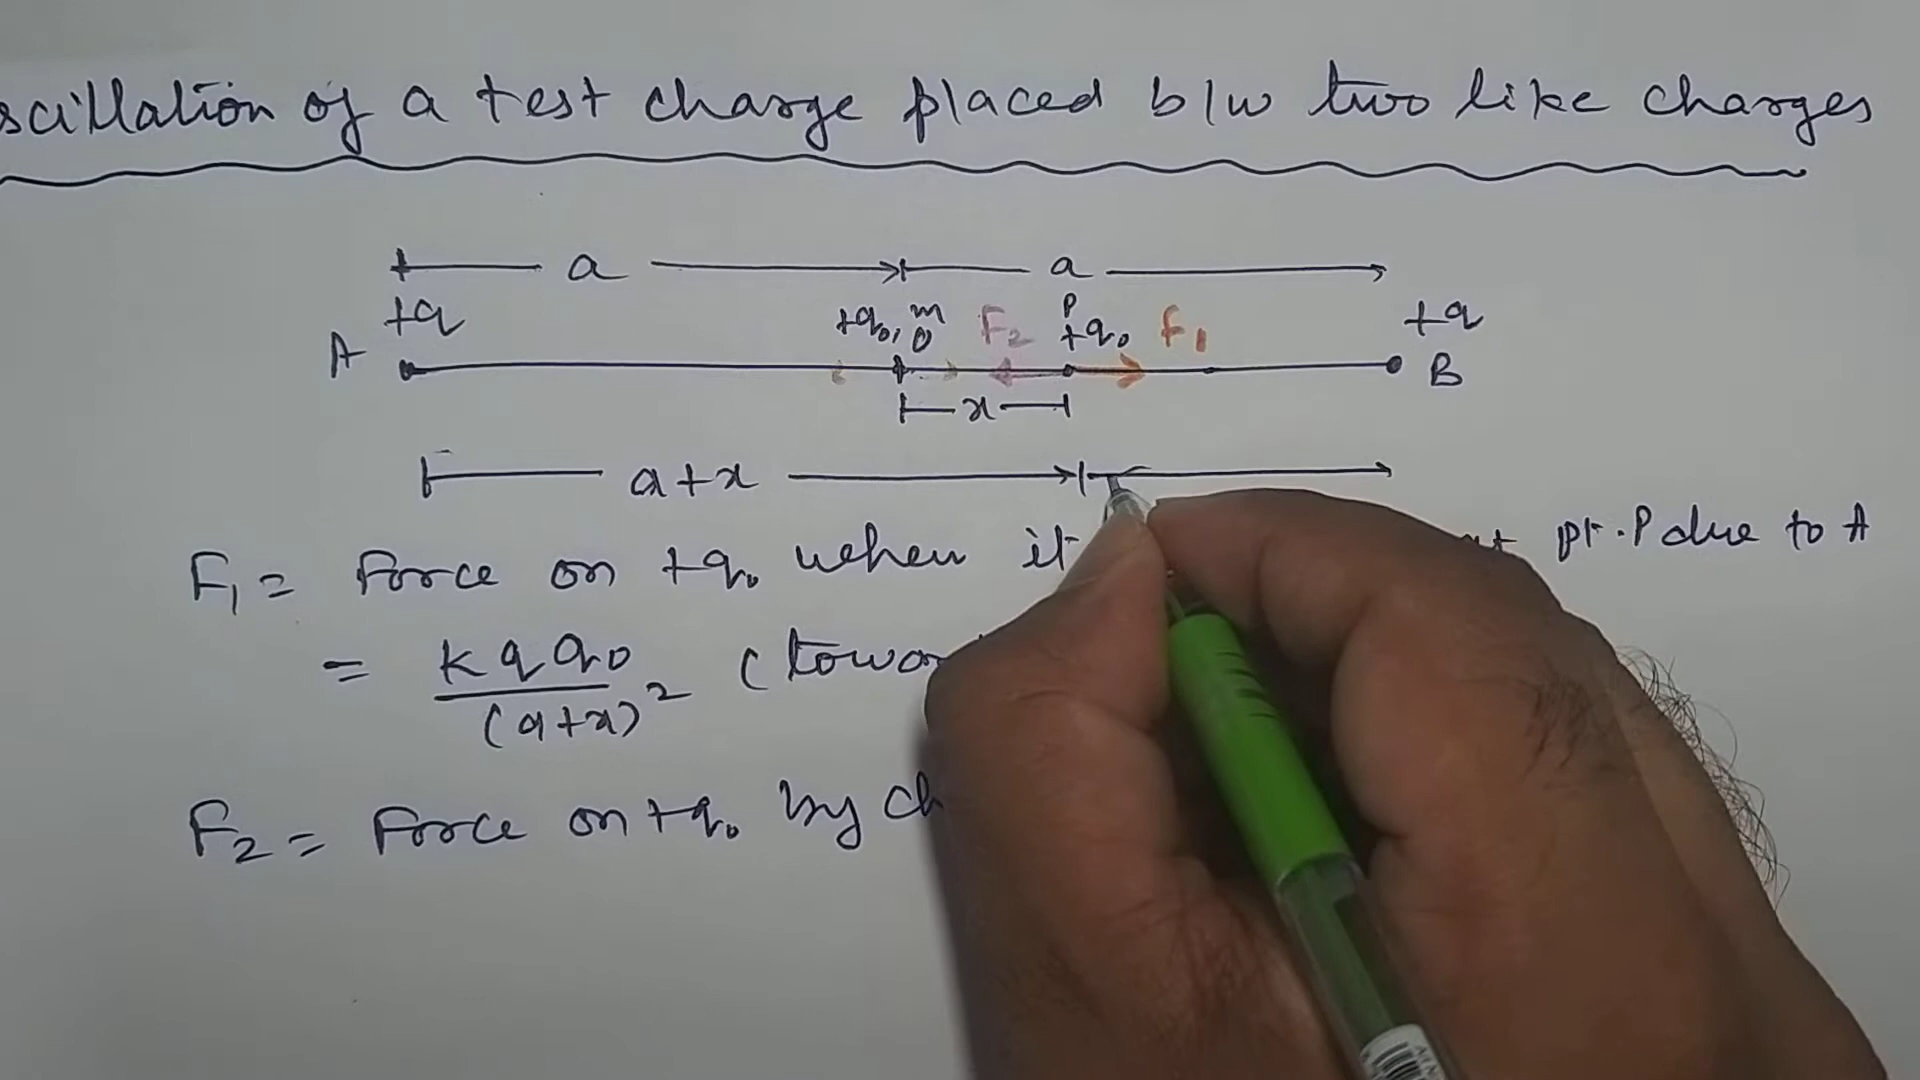 scillation of a test charge placed b/w two like charges
a a
+q +q₀, m F₂ P +q₀ F₁ +q
A O B
x
a+x
F₁ = Force on +q₀ when it pt. P due to A
= kqq₀/(a+x)² (towar
F₂ = Force on +q₀ by ch